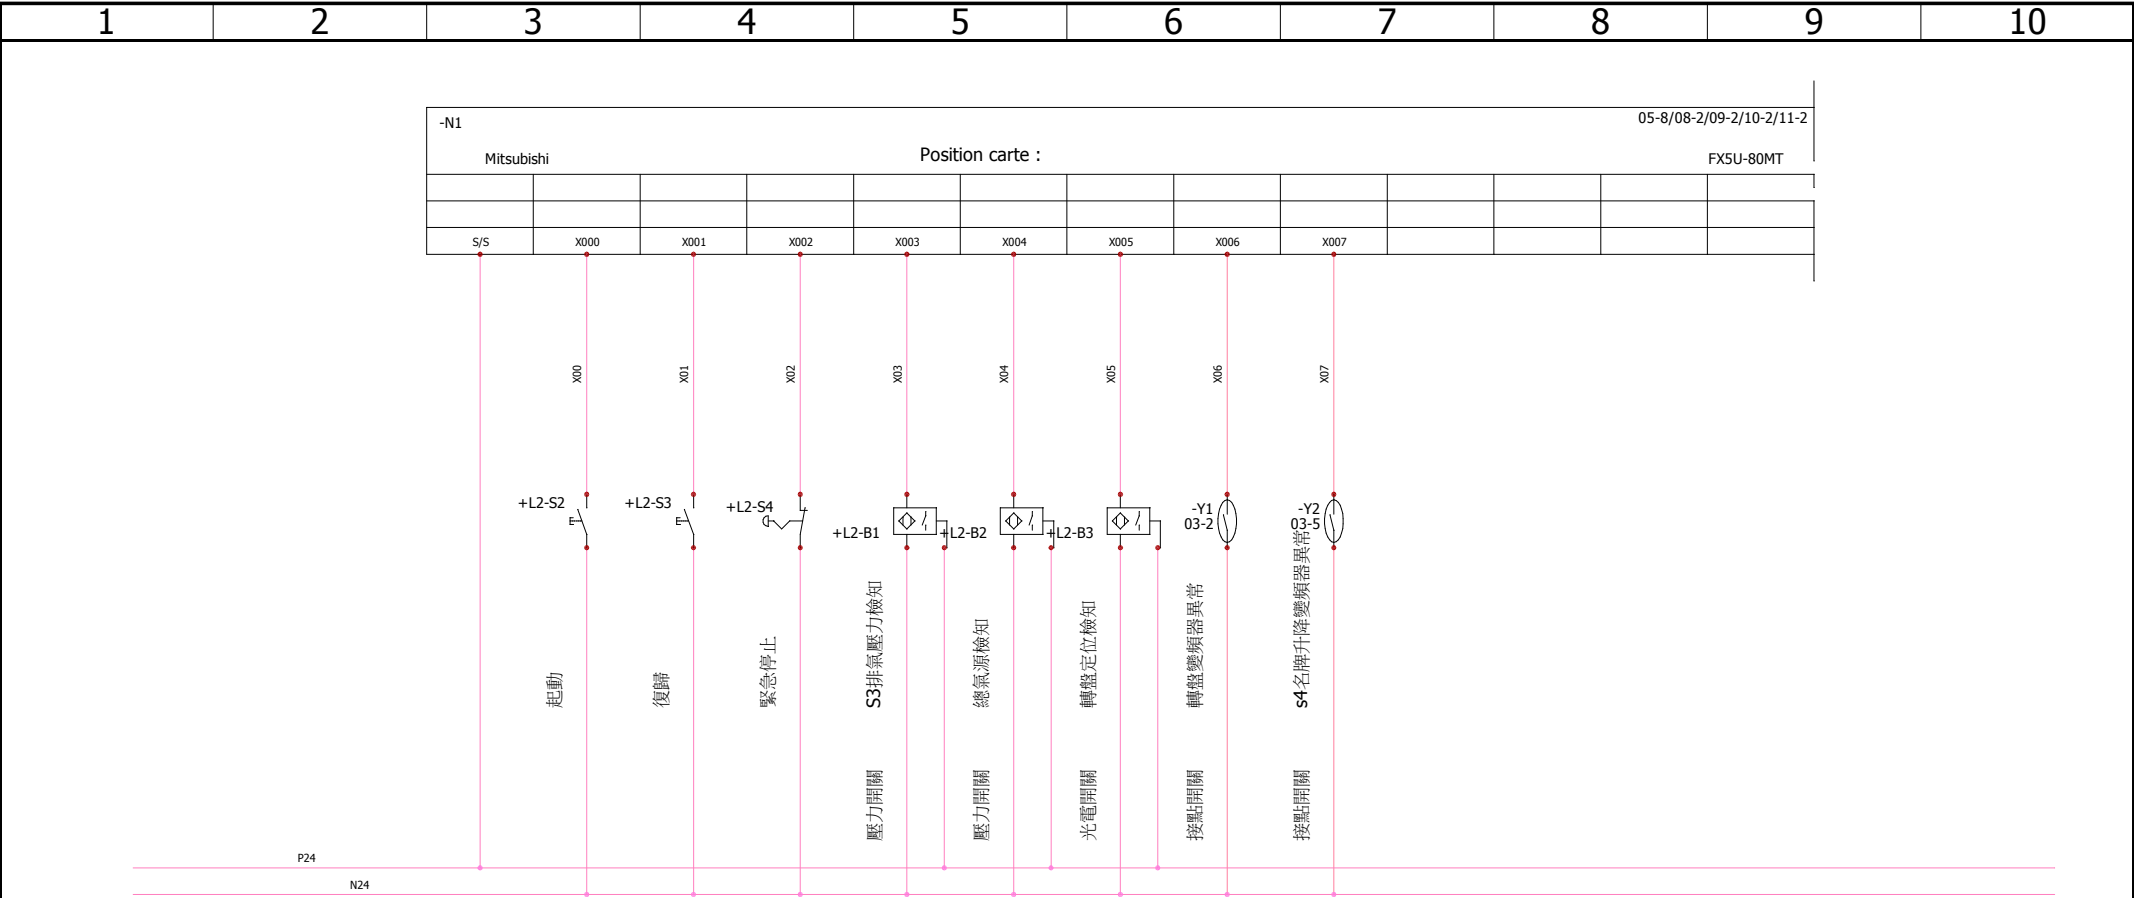 1 2 3 4 5 6 7 8 9 10
-N1 05-8/08-2/09-2/10-2/11-2
Mitsubishi Position carte : FX5U-80MT
S/S X000 X001 X002 X003 X004 X005 X006 X007
X00 X01 X02 X03 X04 X05 X06 X07
+L2-S2
+L2-S3
+L2-S4
+L2-B1
+L2-B2
+L2-B3
-Y1
03-2
-Y2
03-5
起動
復歸
緊急停止
S3排氣壓力檢知
總氣源檢知
轉盤定位檢知
轉盤變頻器異常
s4名牌升降變頻器異常
壓力開關
壓力開關
光電開關
接點開關
接點開關
P24
N24